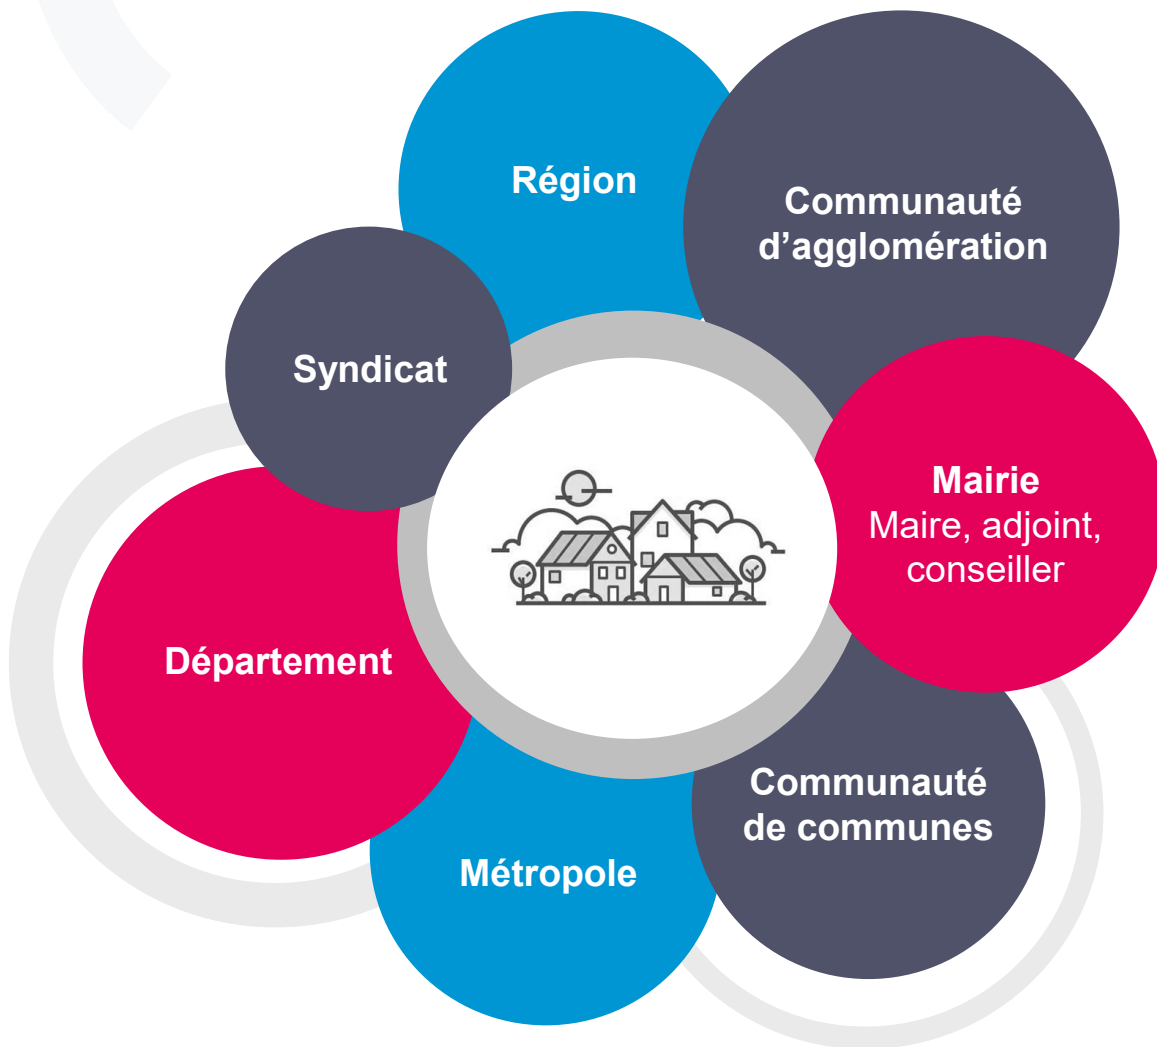 Région
Communauté
d’agglomération
Syndicat
Mairie
Maire, adjoint,
conseiller
Département
Communauté
de communes
Métropole